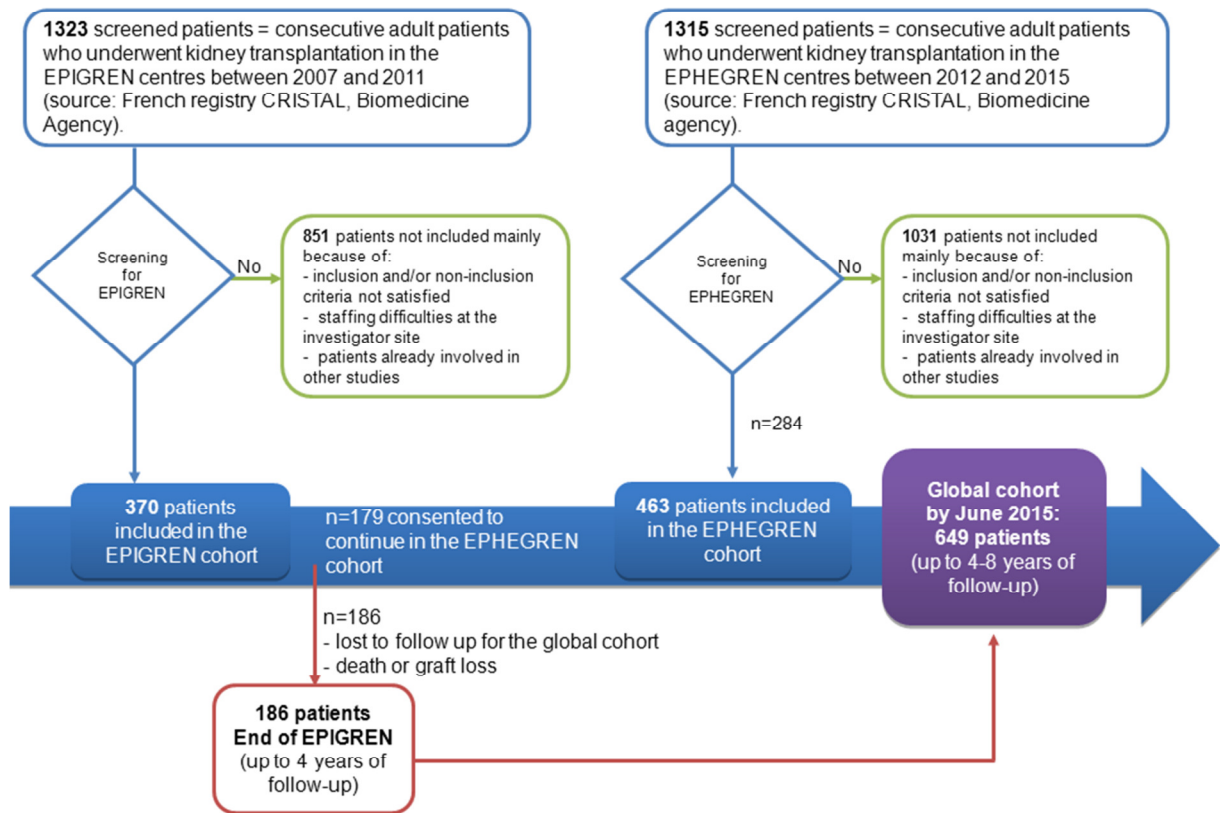 1323 screened patients = consecutive adult patients
who underwent kidney transplantation in the
EPIGREN centres between 2007 and 2011
(source: French registry CRISTAL, Biomedicine
Agency).
1315 screened patients = consecutive adult patients
who underwent kidney transplantation in the
EPHEGREN centres between 2012 and 2015
(source: French registry CRISTAL, Biomedicine
agency).
Screening
for
EPIGREN
No
851 patients not included mainly
because of:
- inclusion and/or non-inclusion
criteria not satisfied
- staffing difficulties at the
investigator site
- patients already involved in
other studies
Screening
for
EPHEGREN
No
1031 patients not included
mainly because of:
- inclusion and/or non-inclusion
criteria not satisfied
- staffing difficulties at the
investigator site
- patients already involved in
other studies
n=284
370 patients
included in the
EPIGREN cohort
n=179 consented to
continue in the EPHEGREN
cohort
463 patients included
in the EPHEGREN
cohort
Global cohort
by June 2015:
649 patients
(up to 4-8 years of
follow-up)
n=186
- lost to follow up for the global cohort
- death or graft loss
186 patients
End of EPIGREN
(up to 4 years of
follow-up)